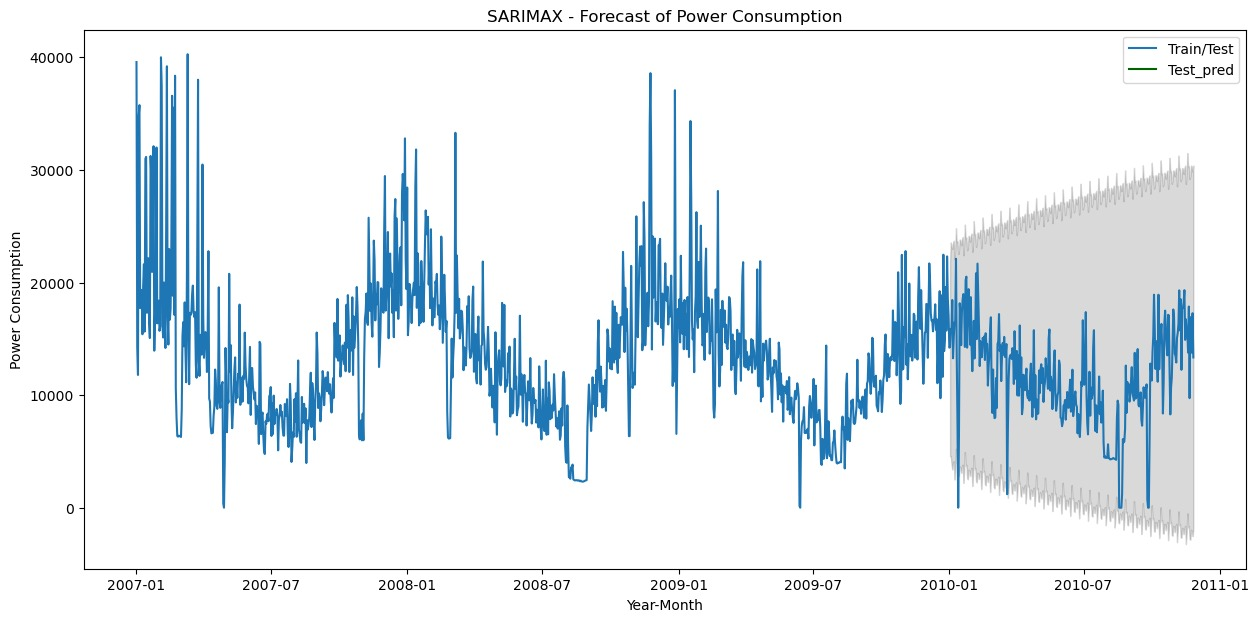 SARIMAX - Forecast of Power Consumption
Train/Test
Test_pred
40000
30000
20000
10000
0
Power Consumption
2007-01
2007-07
2008-01
2008-07
2009-01
2009-07
2010-01
2010-07
2011-01
Year-Month